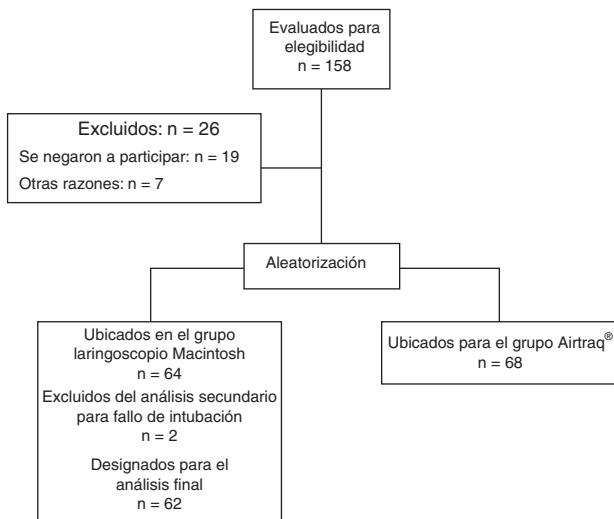 Evaluados para
elegibilidad
n = 158
Excluidos: n = 26
Se negaron a participar: n = 19
Otras razones: n = 7
Aleatorización
Ubicados en el grupo
laringoscopio Macintosh
n = 64
Excluidos del análisis secundario
para fallo de intubación
n = 2
Designados para el
análisis final
n = 62
Ubicados para el grupo Airtraq®
n = 68